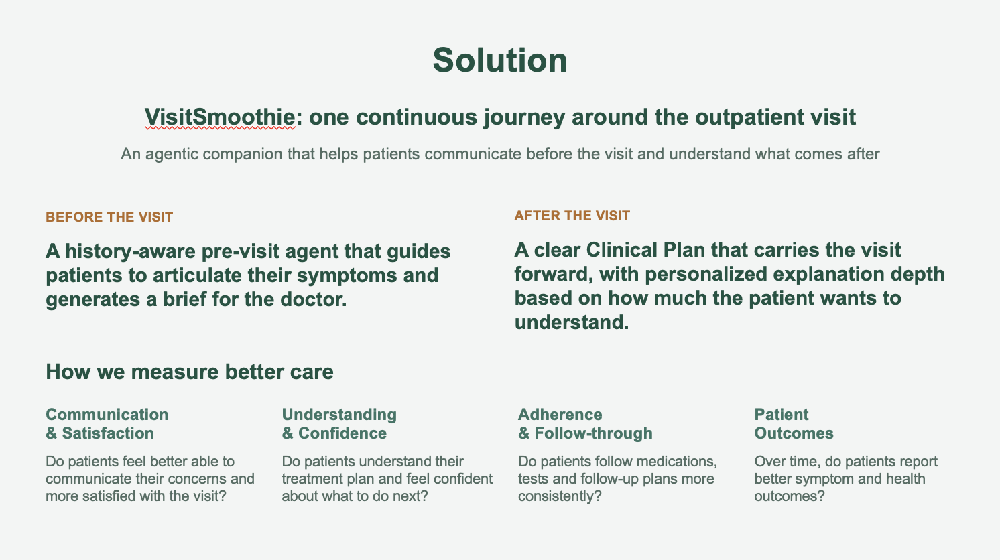 Solution
VisitSmoothie: one continuous journey around the outpatient visit
An agentic companion that helps patients communicate before the visit and understand what comes after
BEFORE THE VISIT
A history-aware pre-visit agent that guides
patients to articulate their symptoms and
generates a brief for the doctor.
AFTER THE VISIT
A clear Clinical Plan that carries the visit
forward, with personalized explanation depth
based on how much the patient wants to
understand.
How we measure better care
Communication
& Satisfaction
Do patients feel better able to
communicate their concerns and
more satisfied with the visit?
Understanding
& Confidence
Do patients understand their
treatment plan and feel confident
about what to do next?
Adherence
& Follow-through
Do patients follow medications,
tests and follow-up plans more
consistently?
Patient
Outcomes
Over time, do patients report
better symptom and health
outcomes?